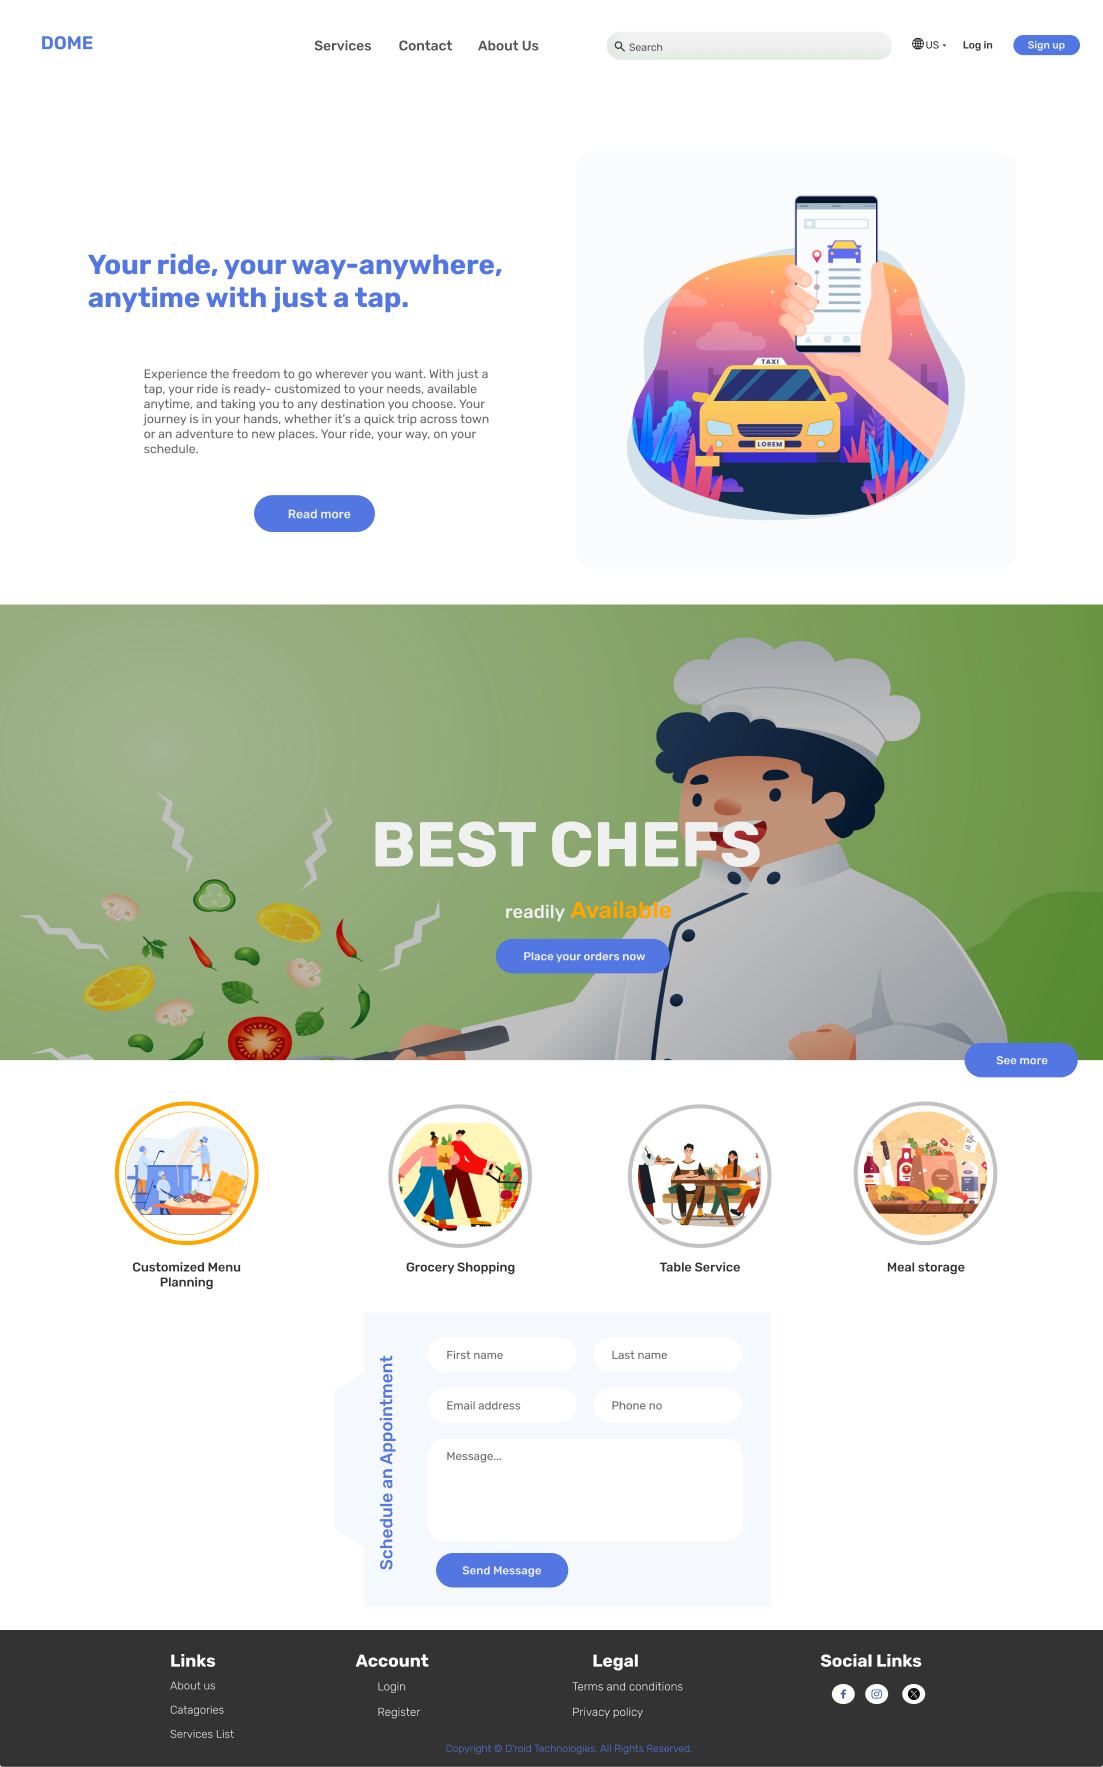 DOME
Services
Contact
About Us
Search
US
Log in
Sign up
Your ride, your way-anywhere,
anytime with just a tap.
Experience the freedom to go wherever you want. With just a
tap, your ride is ready- customized to your needs, available
anytime, and taking you to any destination you choose. Your
journey is in your hands, whether it's a quick trip across town
or an adventure to new places. Your ride, your way, on your
schedule.
Read more
TAXI
LOREM
BEST CHEFS
readily Available
Place your orders now
See more
Customized Menu
Planning
Grocery Shopping
Table Service
Meal storage
Schedule an Appointment
First name
Last name
Email address
Phone no
Message...
Send Message
Links
About us
Catagories
Services List
Account
Login
Register
Legal
Terms and conditions
Privacy policy
Social Links
Copyright © D'roid Technologies. All Rights Reserved.